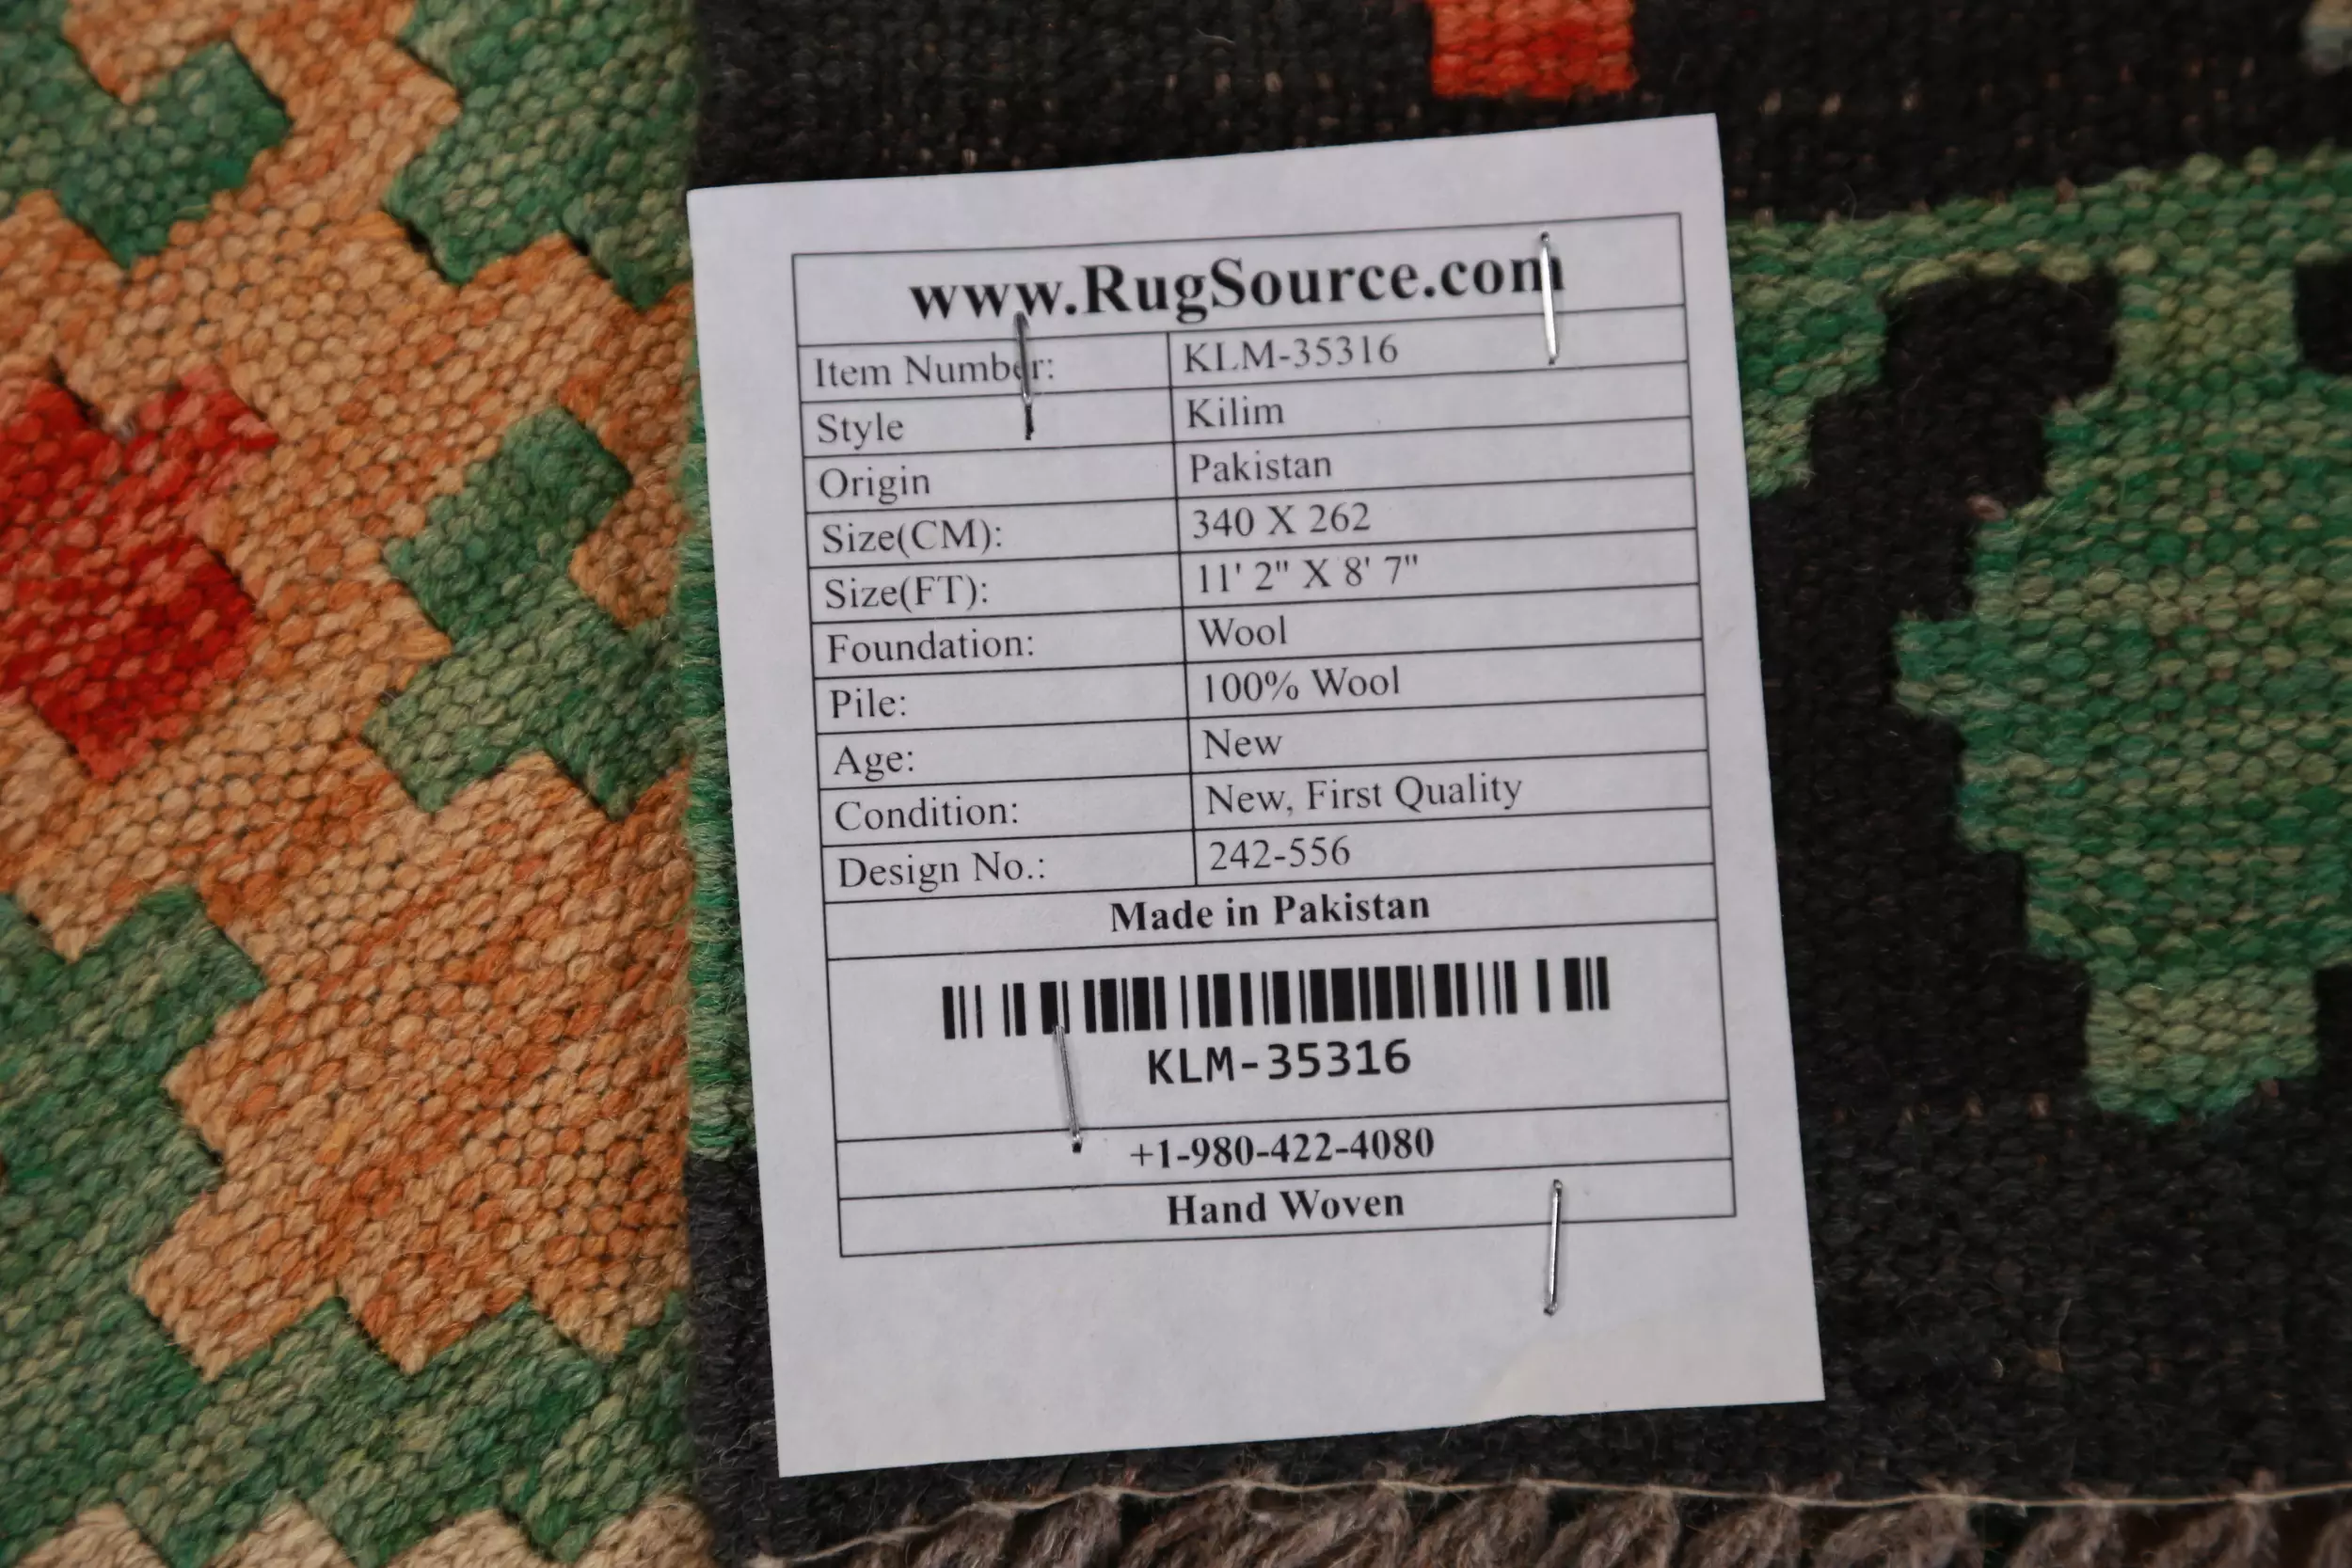 www.RugSource.com
Item Number: KLM-35316
Style Kilim
Origin Pakistan
Size(CM): 340 X 262
Size(FT): 11' 2" X 8' 7"
Foundation: Wool
Pile: 100% Wool
Age: New
Condition: New, First Quality
Design No.: 242-556
Made in Pakistan
KLM-35316
+1-980-422-4080
Hand Woven